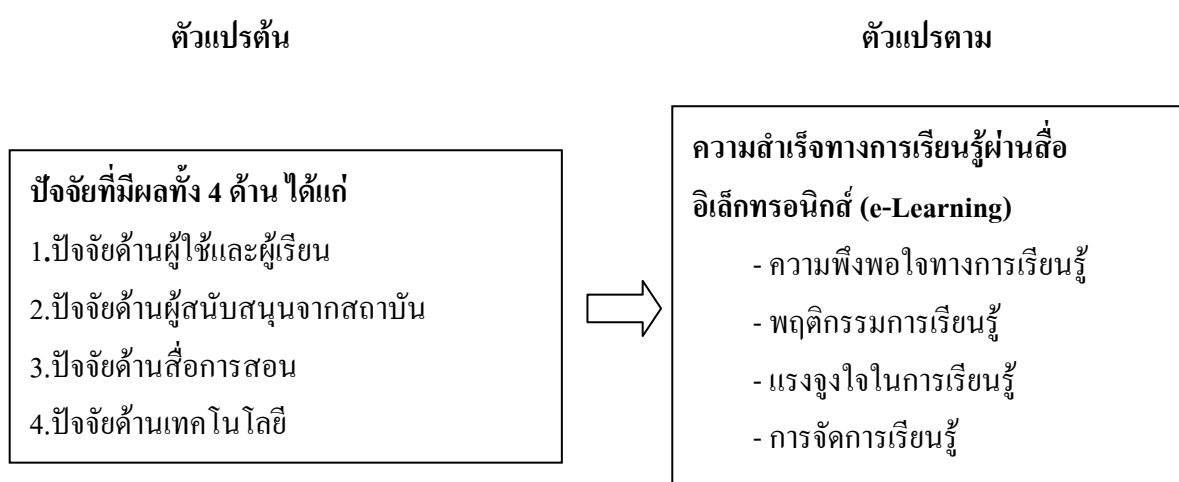 ตัวแปรต้น
ตัวแปรตาม
ปัจจัยที่มีผลทั้ง 4 ด้าน ได้แก่
1.ปัจจัยด้านผู้ใช้และผู้เรียน
2.ปัจจัยด้านผู้สนับสนุนจากสถาบัน
3.ปัจจัยด้านสื่อการสอน
4.ปัจจัยด้านเทคโนโลยี
ความสำเร็จทางการเรียนรู้ผ่านสื่อ
อิเล็กทรอนิกส์ (e-Learning)
- ความพึงพอใจทางการเรียนรู้
- พฤติกรรมการเรียนรู้
- แรงจูงใจในการเรียนรู้
- การจัดการเรียนรู้